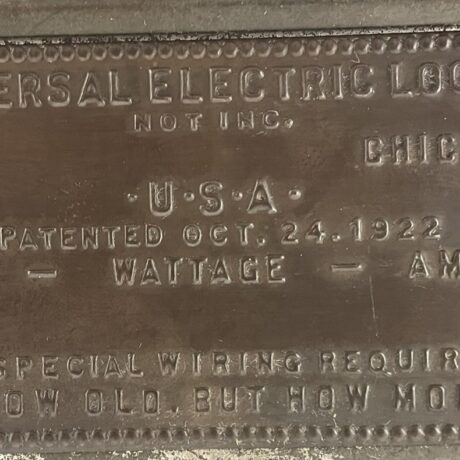 ERSAL ELECTRIC LOC
NOT INC.
CHIC
·U·S·A·
PATENTED OCT. 24.1922
— WATTAGE — AM
SPECIAL WIRING REQUIR
OW OLD. BUT HOW MO